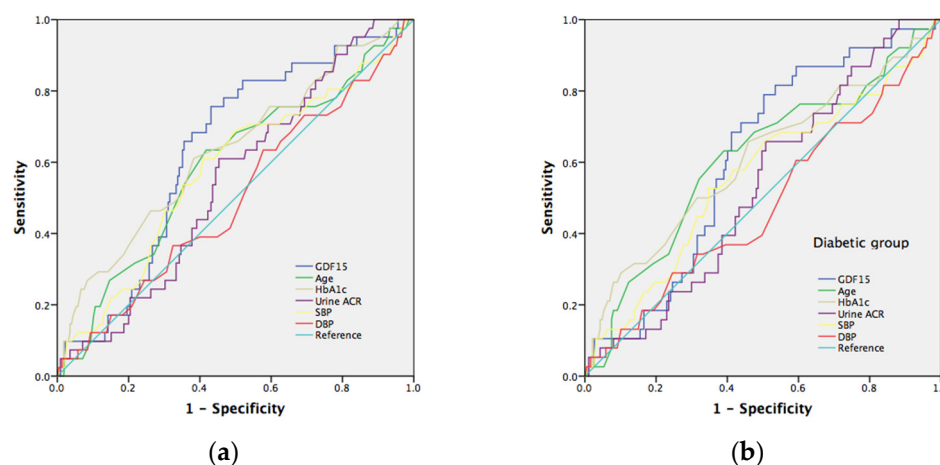 1.0
0.8
0.6
0.4
0.2
0.0
Sensitivity
0.0 0.2 0.4 0.6 0.8 1.0
1 - Specificity
GDF15
Age
HbA1c
Urine ACR
SBP
DBP
Reference
(a)
1.0
0.8
0.6
0.4
0.2
0.0
Sensitivity
0.0 0.2 0.4 0.6 0.8
1 - Specificity
Diabetic group
GDF15
Age
HbA1c
Urine ACR
SBP
DBP
Reference
(b)